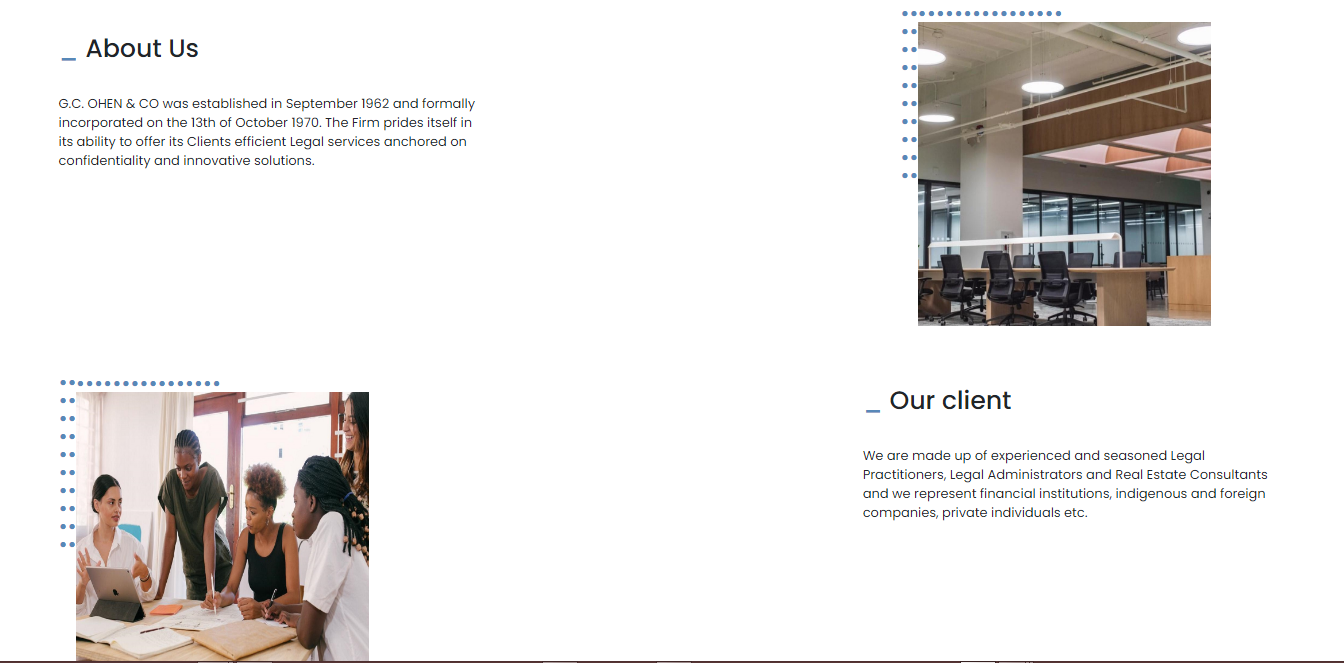 _ About Us
G.C. OHEN & CO was established in September 1962 and formally
incorporated on the 13th of October 1970. The Firm prides itself in
its ability to offer its Clients efficient Legal services anchored on
confidentiality and innovative solutions.
_ Our client
We are made up of experienced and seasoned Legal
Practitioners, Legal Administrators and Real Estate Consultants
and we represent financial institutions, indigenous and foreign
companies, private individuals etc.